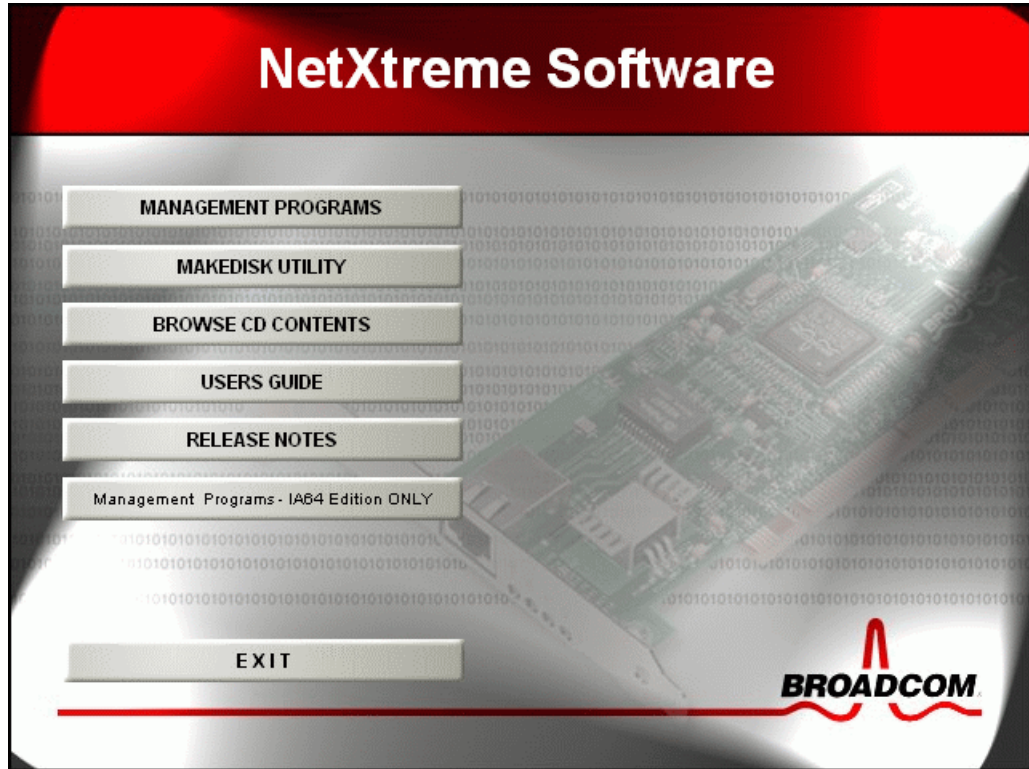 NetXtreme Software
MANAGEMENT PROGRAMS
MAKEDISK UTILITY
BROWSE CD CONTENTS
USERS GUIDE
RELEASE NOTES
Management Programs - IA64 Edition ONLY
EXIT
BROADCOM